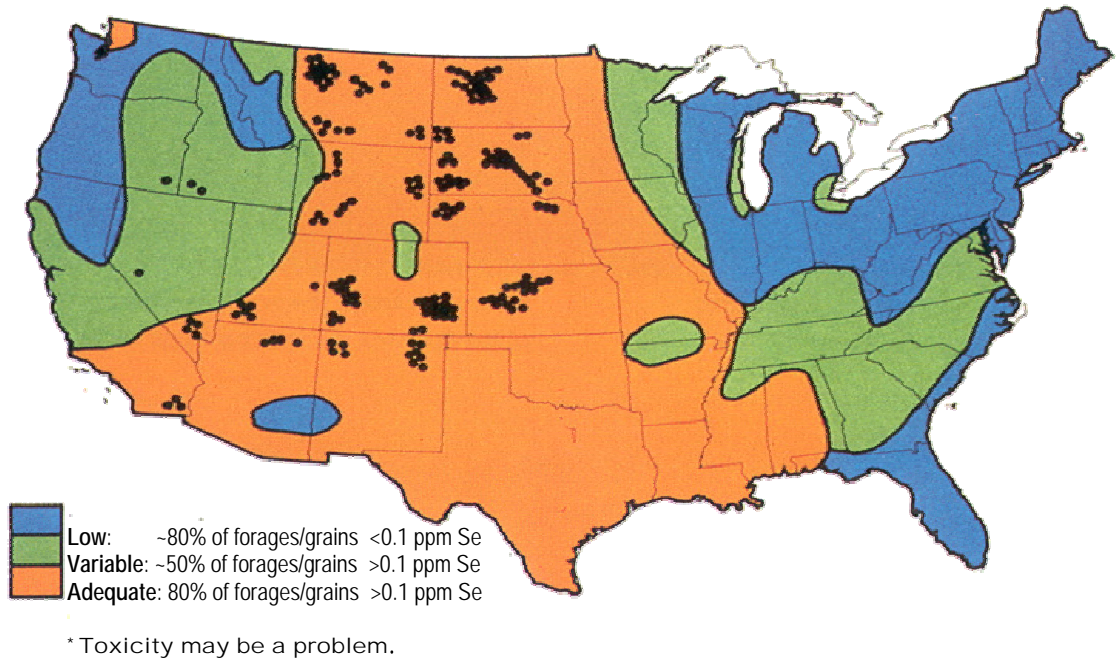 Low: ~80% of forages/grains <0.1 ppm Se
Variable: ~50% of forages/grains >0.1 ppm Se
Adequate: 80% of forages/grains >0.1 ppm Se
* Toxicity may be a problem.